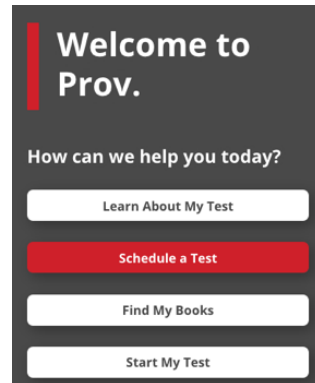 Welcome to
Prov.
How can we help you today?
Learn About My Test
Schedule a Test
Find My Books
Start My Test